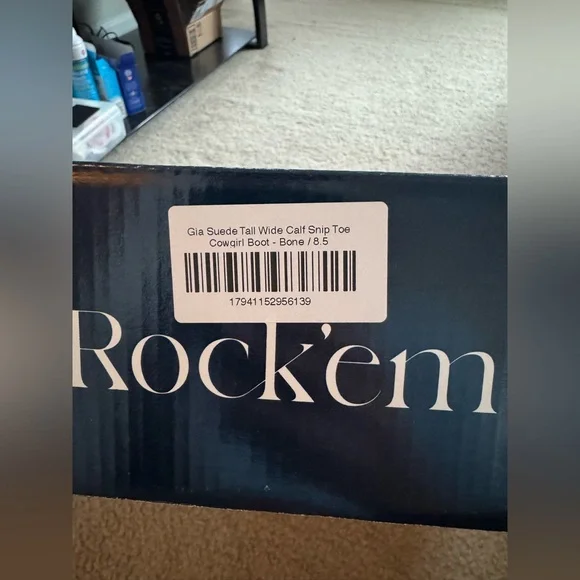 Gia Suede Tall Wide Calf Snip Toe
Cowgirl Boot - Bone / 8.5
17941152956139
Rock'em